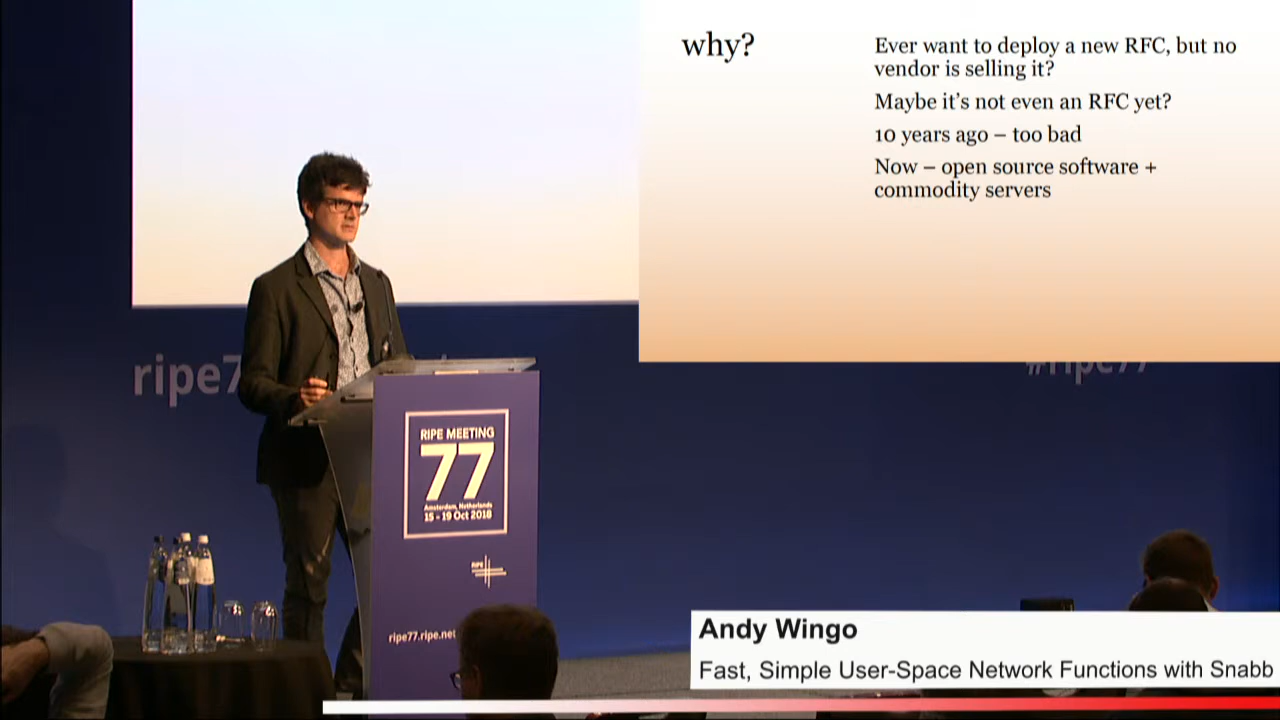 why?
Ever want to deploy a new RFC, but no
vendor is selling it?
Maybe it's not even an RFC yet?
10 years ago – too bad
Now – open source software +
commodity servers
ripe7
#ripe77
RIPE MEETING
77
Amsterdam, Netherlands
15 - 19 Oct 2018
RIPE
ripe77.ripe.net
Andy Wingo
Fast, Simple User-Space Network Functions with Snabb